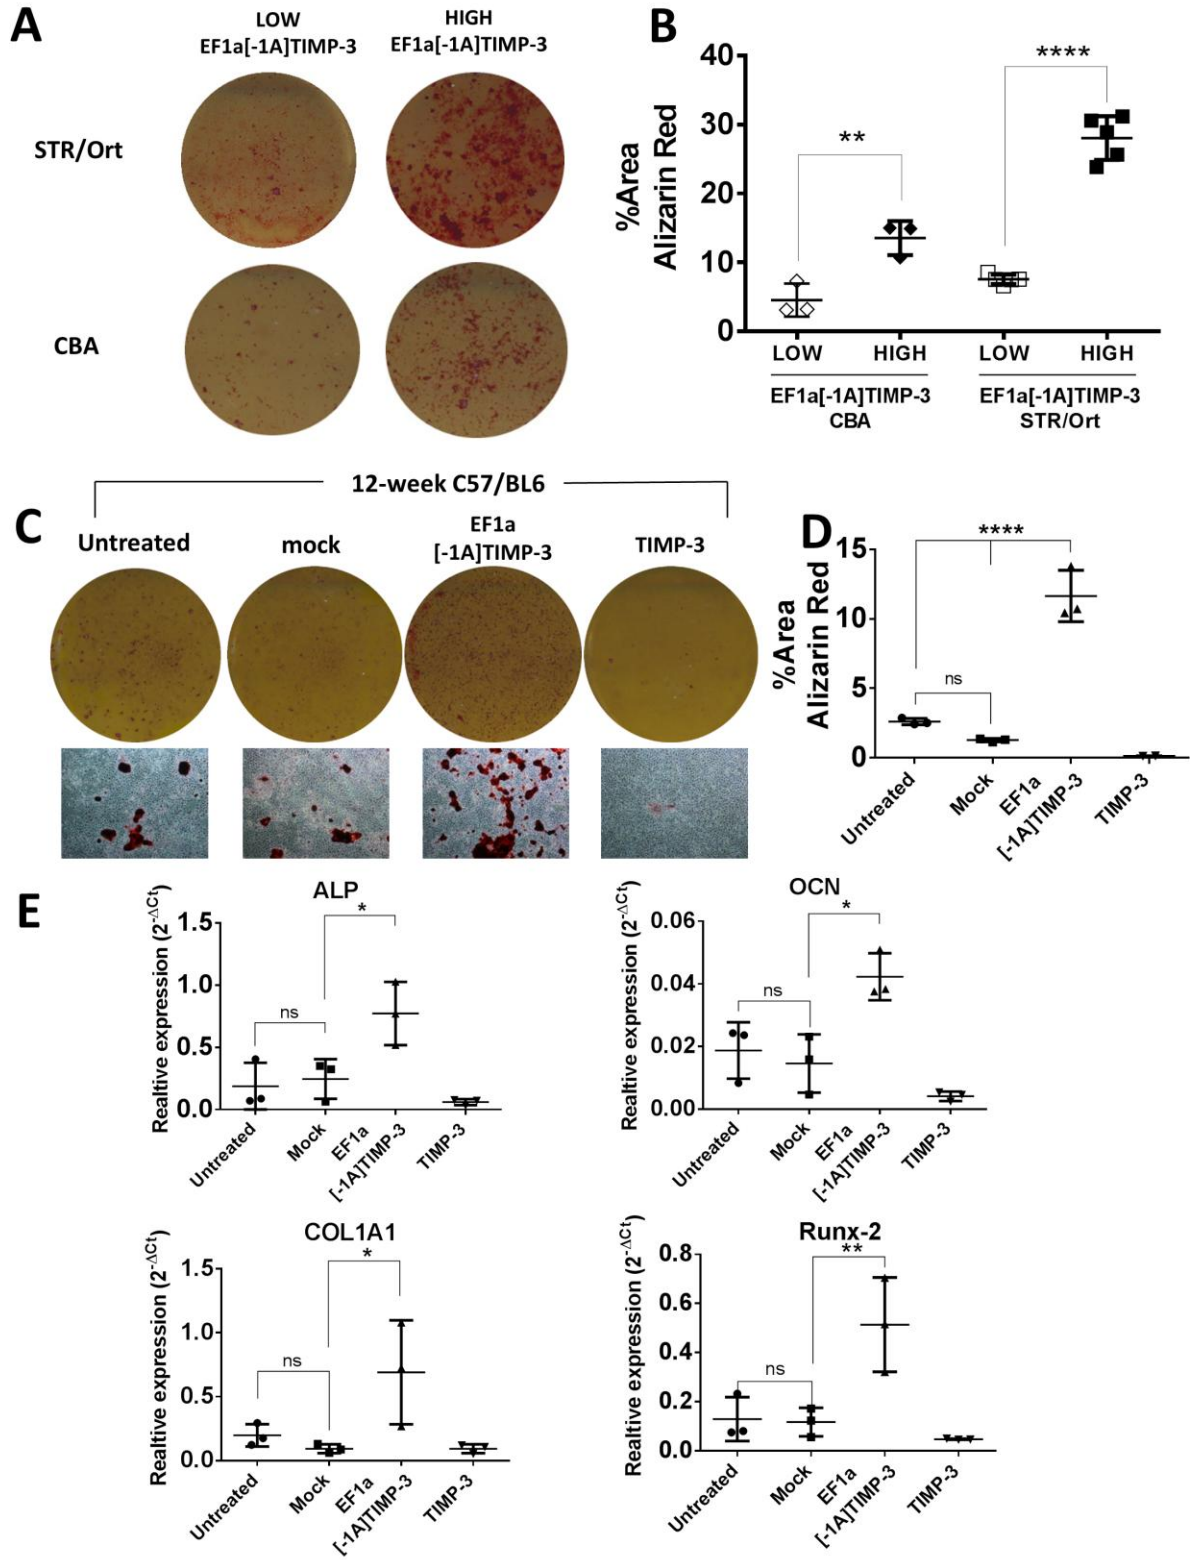 A
LOW
EF1a[-1A]TIMP-3
HIGH
EF1a[-1A]TIMP-3
STR/Ort
CBA
B
%Area
Alizarin Red
40
30
20
10
0
**
****
LOW
HIGH
LOW
HIGH
EF1a[-1A]TIMP-3
CBA
EF1a[-1A]TIMP-3
STR/Ort
12-week C57/BL6
C
Untreated
mock
EF1a
[-1A]TIMP-3
TIMP-3
D
%Area
Alizarin Red
15
10
5
0
****
ns
Untreated
Mock
EF1a
[-1A]TIMP-3
TIMP-3
E
ALP
Realtive expression (2-ΔCt)
1.5
1.0
0.5
0.0
ns
*
Untreated
Mock
EF1a
[-1A]TIMP-3
TIMP-3
OCN
Realtive expression (2-ΔCt)
0.06
0.04
0.02
0.00
ns
*
Untreated
Mock
EF1a
[-1A]TIMP-3
TIMP-3
COL1A1
Realtive expression (2-ΔCt)
1.5
1.0
0.5
0.0
ns
*
Untreated
Mock
EF1a
[-1A]TIMP-3
TIMP-3
Runx-2
Realtive expression (2-ΔCt)
0.8
0.6
0.4
0.2
0.0
ns
**
Untreated
Mock
EF1a
[-1A]TIMP-3
TIMP-3